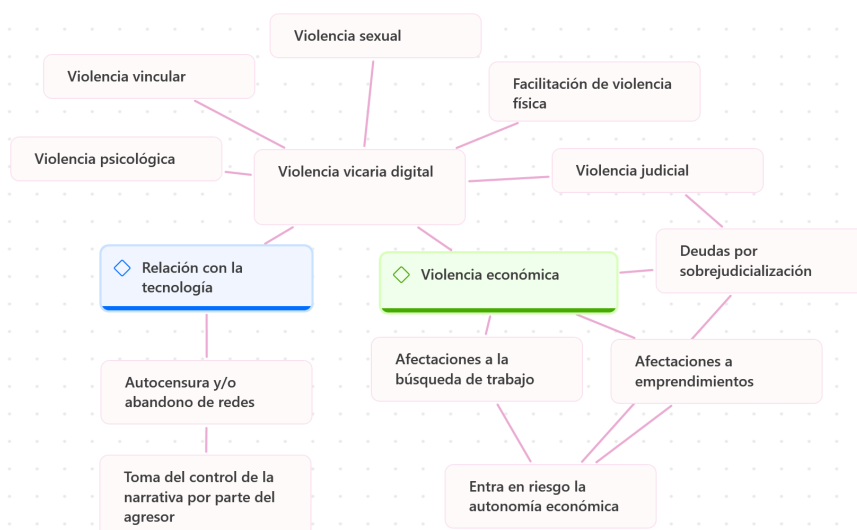 Violencia sexual
Violencia vincular
Facilitación de violencia
física
Violencia psicológica
Violencia vicaria digital
Violencia judicial
Relación con la
tecnología
Violencia económica
Deudas por
sobrejudicialización
Afectaciones a la
búsqueda de trabajo
Afectaciones a
emprendimientos
Autocensura y/o
abandono de redes
Toma del control de la
narrativa por parte del
agresor
Entra en riesgo la
autonomía económica